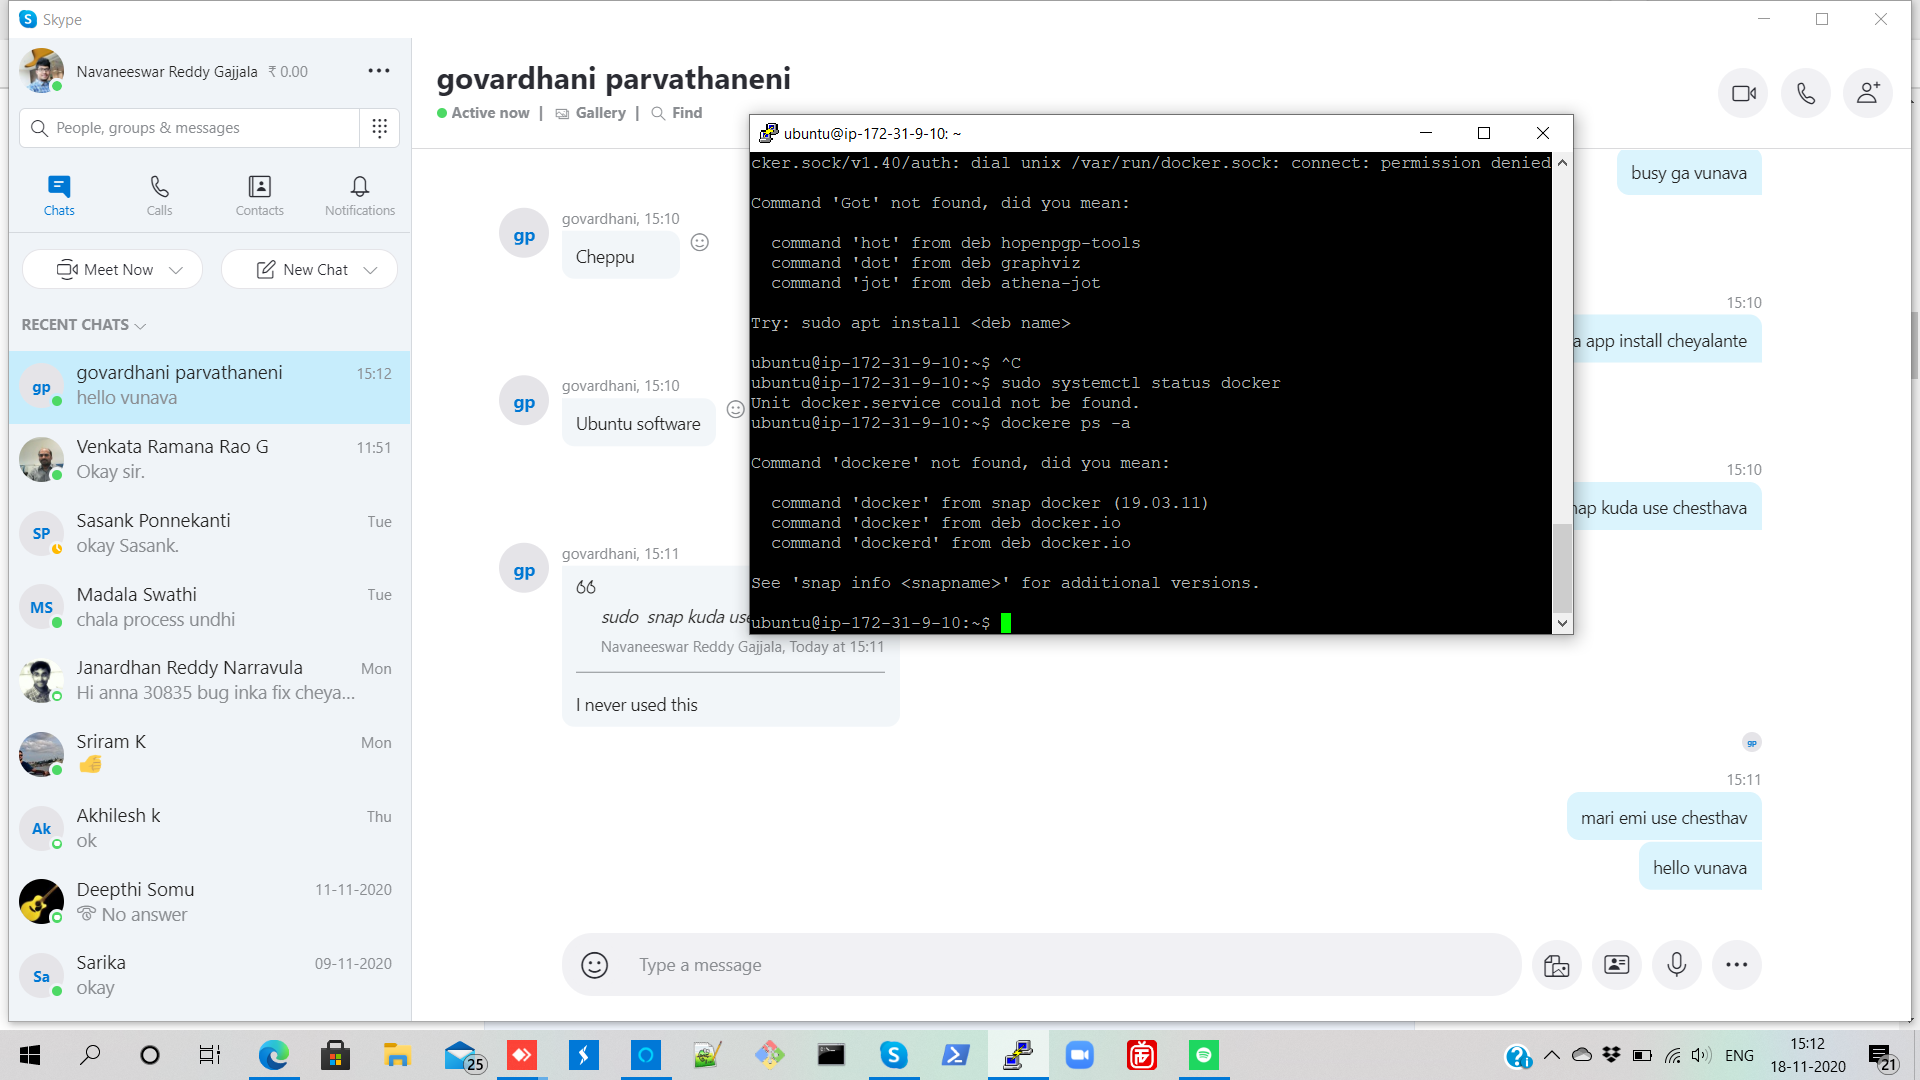 Skype
Navaneeswar Reddy Gajjala ₹ 0.00
People, groups & messages
Chats
Calls
Contacts
Notifications
Meet Now
New Chat
RECENT CHATS
gp
govardhani parvathaneni
15:12
hello vunava
Venkata Ramana Rao G
11:51
Okay sir.
SP
Sasank Ponnekanti
Tue
okay Sasank.
MS
Madala Swathi
Tue
chala process undhi
Janardhan Reddy Narravula
Mon
Hi anna 30835 bug inka fix cheya...
Sriram K
Mon
Ak
Akhilesh k
Thu
ok
Deepthi Somu
11-11-2020
No answer
Sa
Sarika
09-11-2020
okay
govardhani parvathaneni
Active now | Gallery | Find
busy ga vunava
gp
govardhani, 15:10
Cheppu
15:10
a app install cheyalante
gp
govardhani, 15:10
Ubuntu software
15:10
nap kuda use chesthava
gp
govardhani, 15:11
sudo snap kuda use
Navaneeswar Reddy Gajjala, Today at 15:11
I never used this
gp
15:11
mari emi use chesthav
hello vunava
Type a message
ubuntu@ip-172-31-9-10: ~
cker.sock/v1.40/auth: dial unix /var/run/docker.sock: connect: permission denied
Command 'Got' not found, did you mean:
command 'hot' from deb hopenpgp-tools
command 'dot' from deb graphviz
command 'jot' from deb athena-jot
Try: sudo apt install <deb name>
ubuntu@ip-172-31-9-10:~$ ^C
ubuntu@ip-172-31-9-10:~$ sudo systemctl status docker
Unit docker.service could not be found.
ubuntu@ip-172-31-9-10:~$ dockere ps -a
Command 'dockere' not found, did you mean:
command 'docker' from snap docker (19.03.11)
command 'docker' from deb docker.io
command 'dockerd' from deb docker.io
See 'snap info <snapname>' for additional versions.
ubuntu@ip-172-31-9-10:~$
25
ENG
15:12
18-11-2020
21